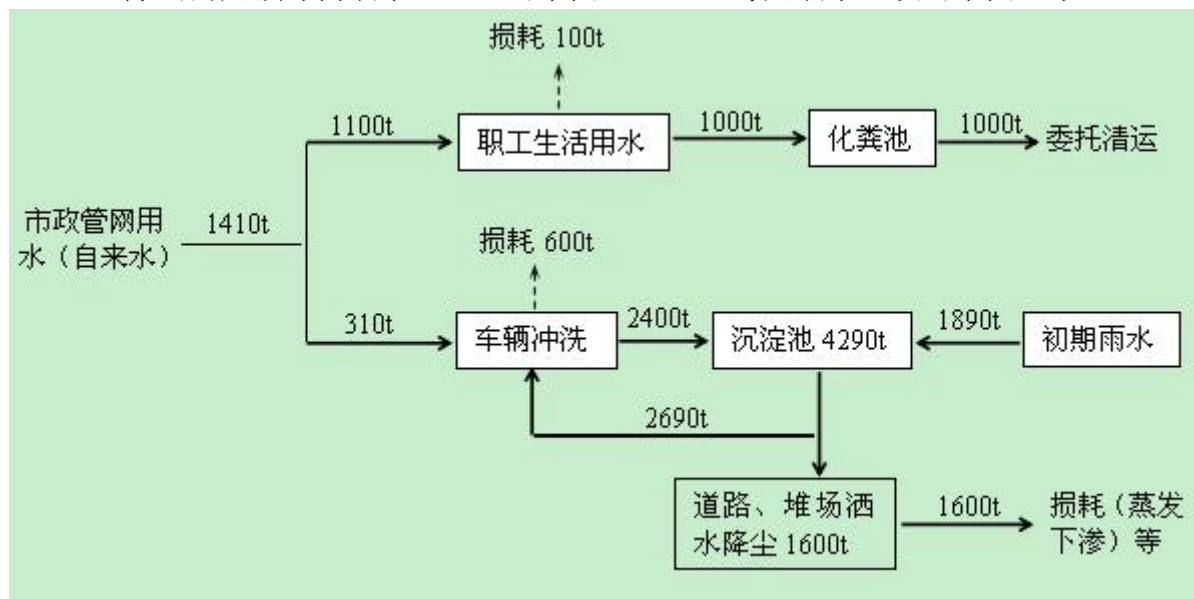 损耗 100t
1100t
职工生活用水
1000t
化粪池
1000t
委托清运
市政管网用
水（自来水）
1410t
损耗 600t
310t
车辆冲洗
2400t
沉淀池 4290t
1890t
初期雨水
2690t
道路、堆场洒
水降尘 1600t
1600t
损耗（蒸发
下渗）等